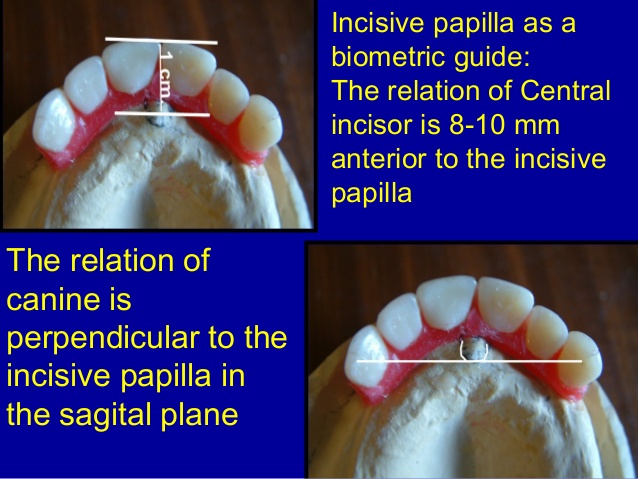 Incisive papilla as a
biometric guide:
The relation of Central
incisor is 8-10 mm
anterior to the incisive
papilla
1 cm
The relation of
canine is
perpendicular to the
incisive papilla in
the sagital plane